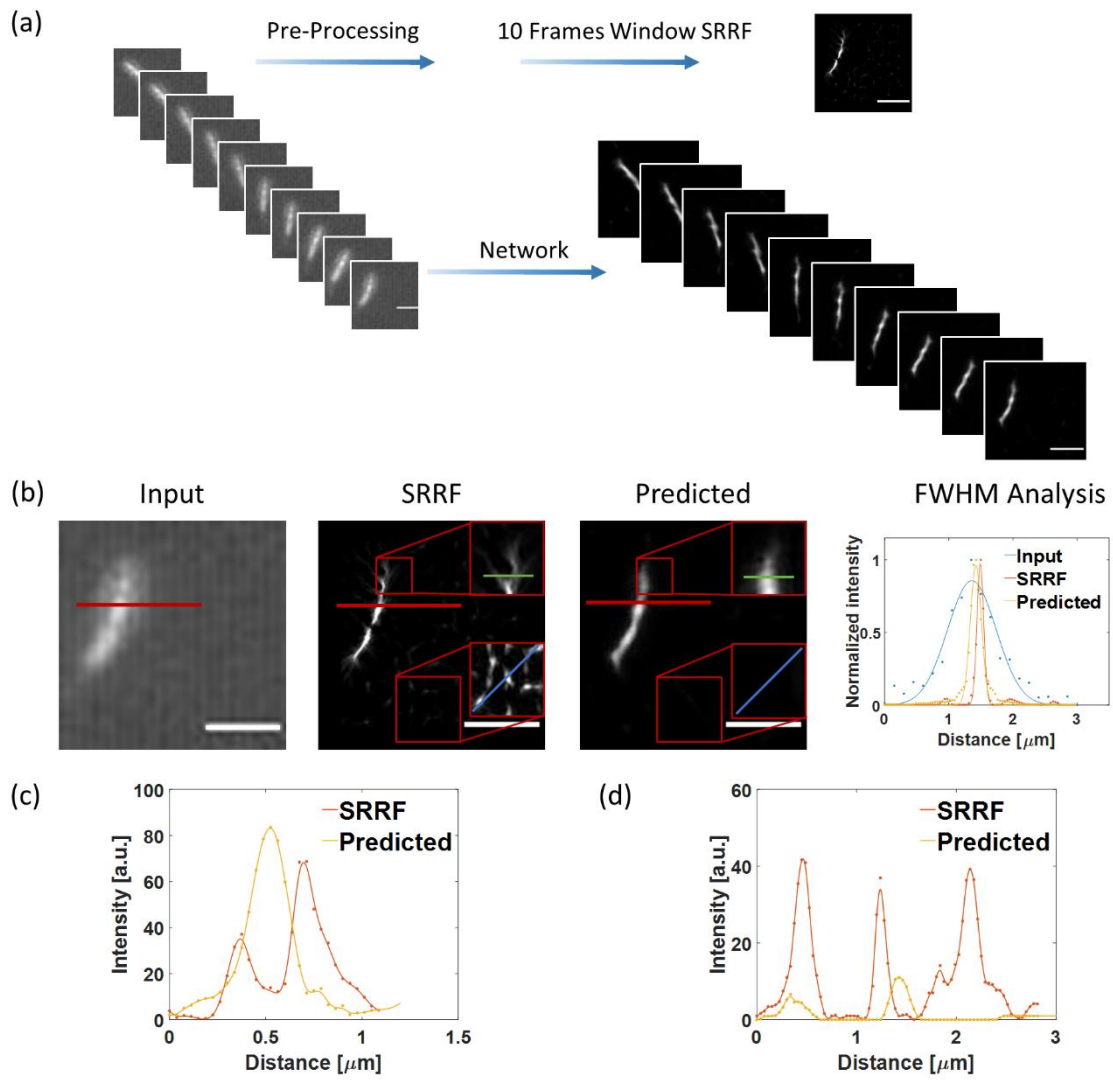 (a)
Pre-Processing
10 Frames Window SRRF
Network
(b)
Input
SRRF
Predicted
FWHM Analysis
Normalized intensity
1
0.5
0
Input
SRRF
Predicted
0
1
2
3
Distance [μm]
(c)
Intensity [a.u.]
100
80
60
40
20
0
SRRF
Predicted
0
0.5
1
1.5
Distance [μm]
(d)
Intensity [a.u.]
60
40
20
0
SRRF
Predicted
0
1
2
3
Distance [μm]